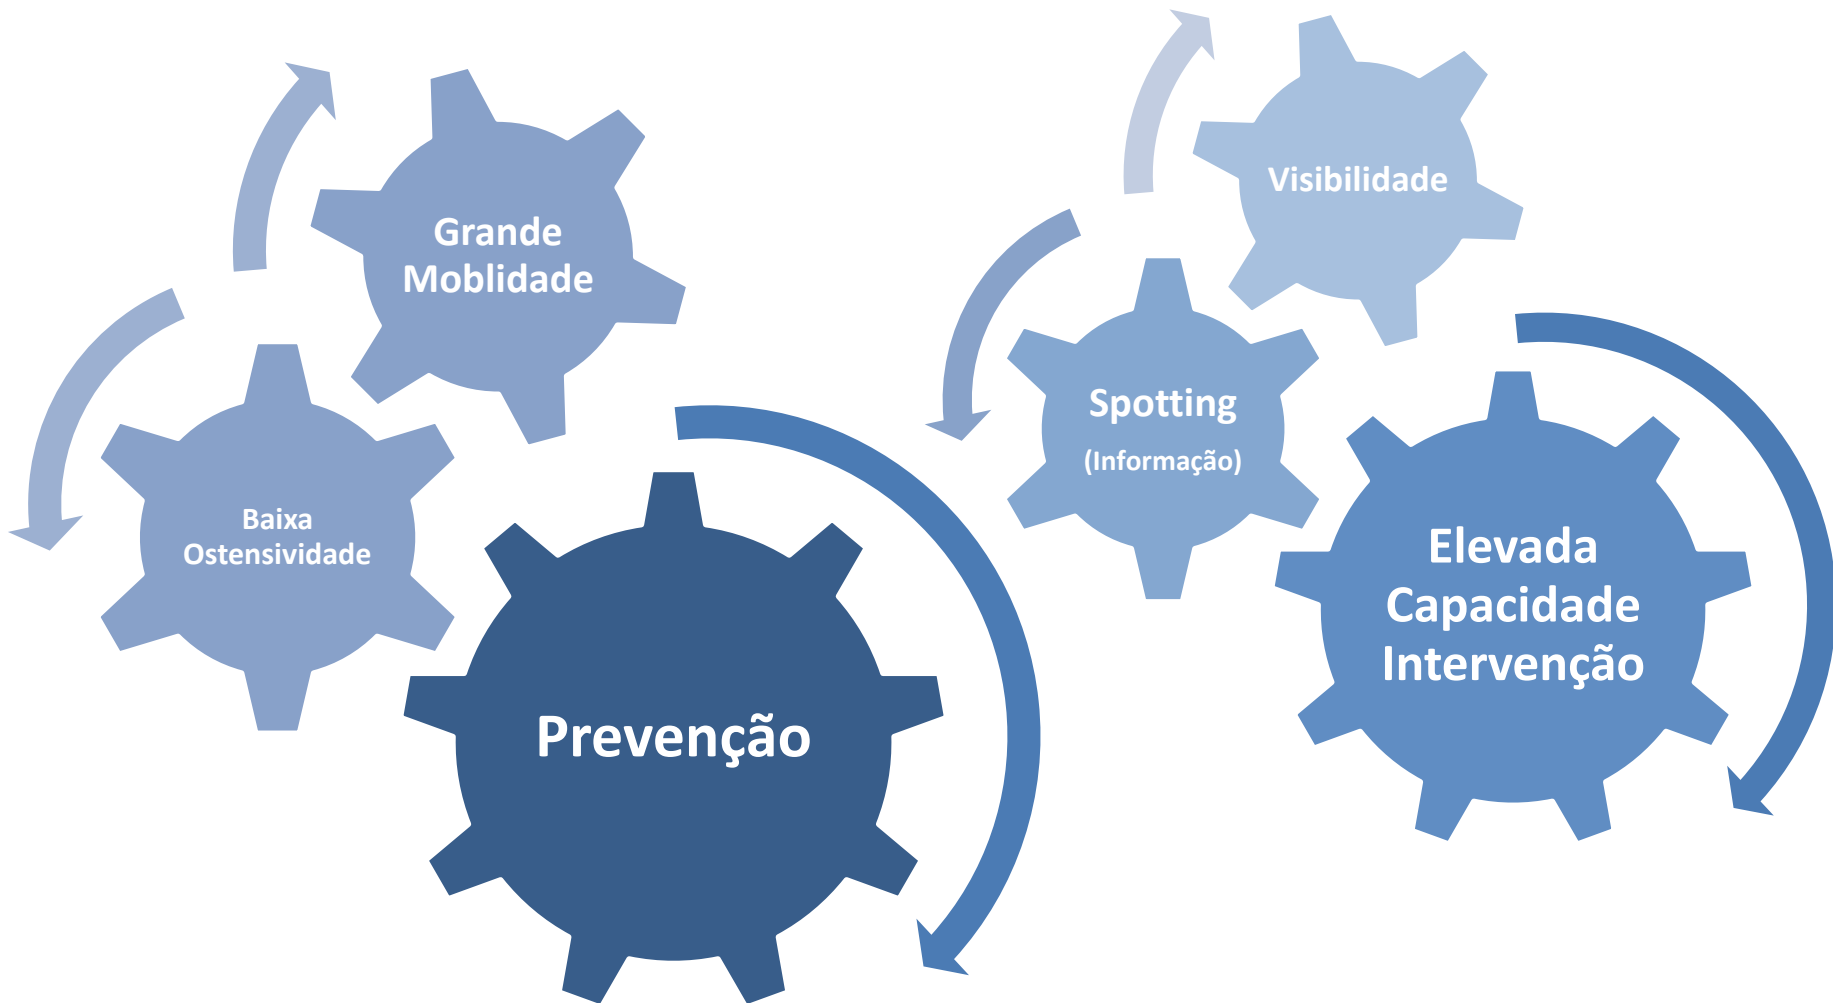 Grande
Moblidade
Baixa
Ostensividade
Prevenção
Visibilidade
Spotting
(Informação)
Elevada
Capacidade
Intervenção